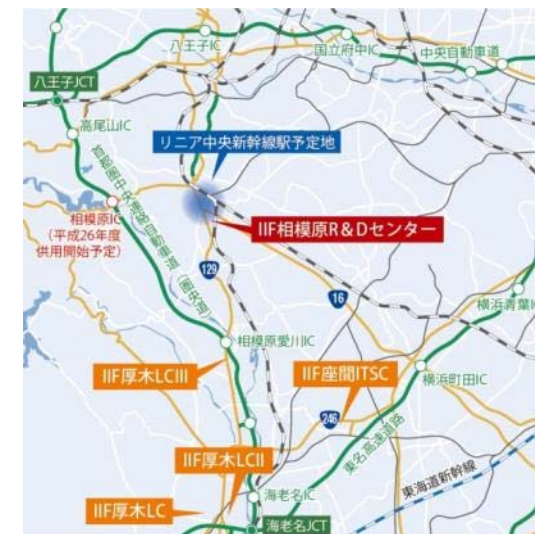 八王子IC
国立府中IC
中央自動車道
八王子JCT
高尾山IC
リニア中央新幹線駅予定地
首都圏中央連絡自動車道(圏央道)
相模原IC
(平成26年度
供用開始予定)
IIF相模原R&Dセンター
129
16
横浜青葉I
相模原愛川IC
IIF厚木LCIII
IIF座間ITSC
横浜町田IC
246
東名高速道路
IIF厚木LCII
東海道新幹線
海老名IC
IIF厚木LC
海老名JCT